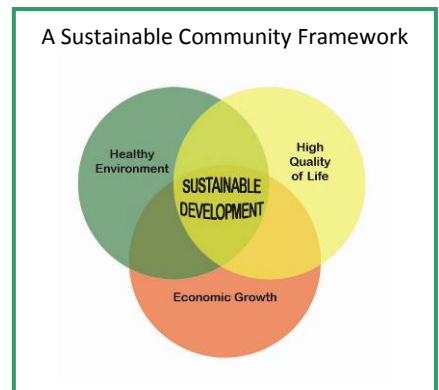 A Sustainable Community Framework
Healthy
Environment
High
Quality
of Life
SUSTAINABLE
DEVELOPMENT
Economic Growth